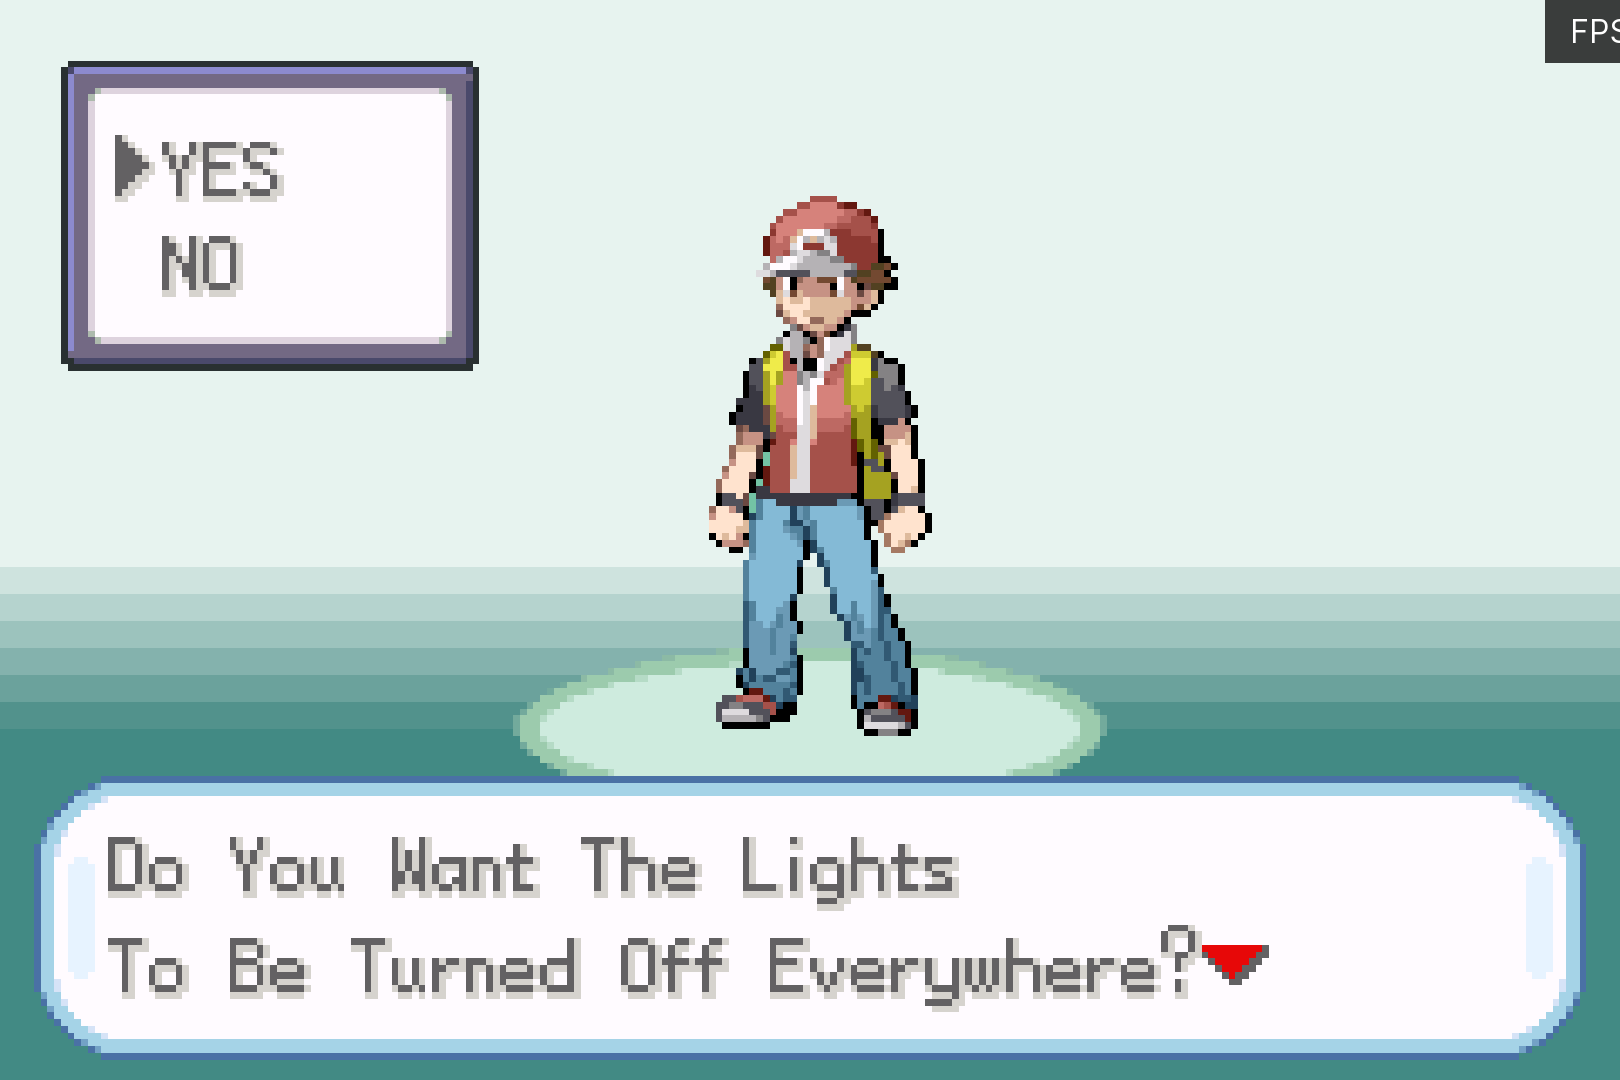 FPS
YES
NO
Do You Want The Lights
To Be Turned Off Everywhere?